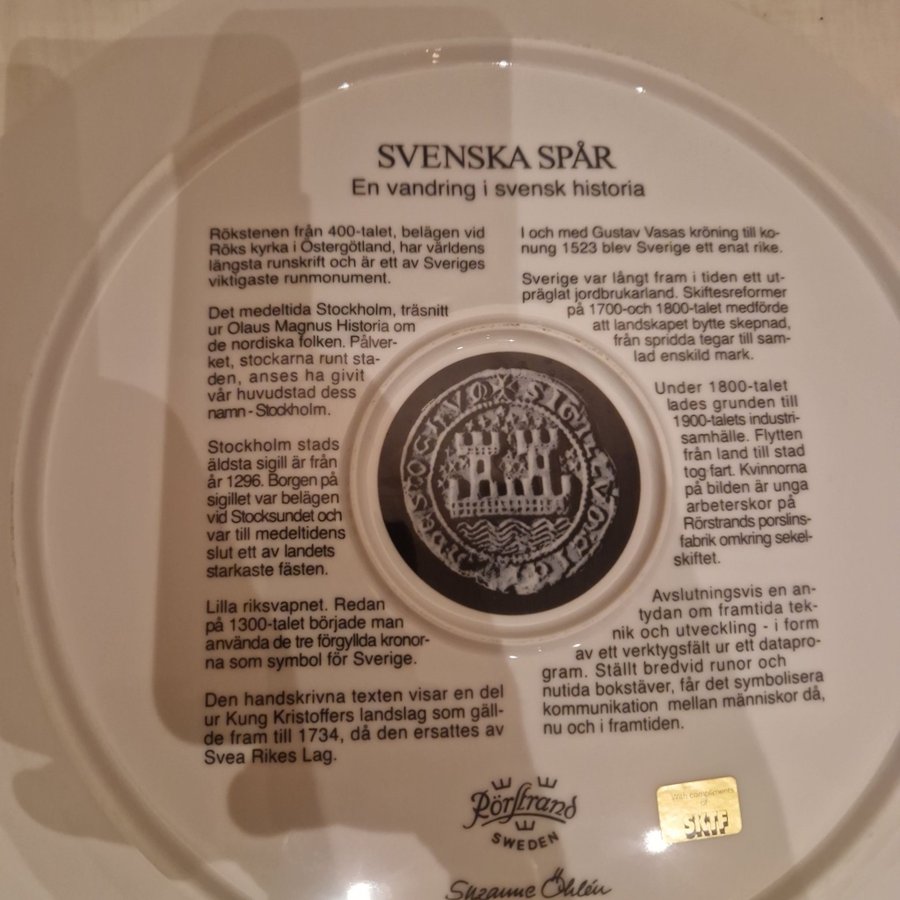 SVENSKA SPÅR
En vandring i svensk historia
Rökstenen från 400-talet, belägen vid
Röks kyrka i Östergötland, har världens
längsta runskrift och är ett av Sveriges
viktigaste runmonument.
Det medeltida Stockholm, träsnitt
ur Olaus Magnus Historia om
de nordiska folken. Pålver-
ket, stockarna runt sta-
den, anses ha givit
vår huvudstad dess
namn - Stockholm.
Stockholm stads
äldsta sigill är från
år 1296. Borgen på
sigillet var belägen
vid Stocksundet och
var till medeltidens
slut ett av landets
starkaste fästen.
Lilla riksvapnet. Redan
på 1300-talet började man
använda de tre förgyllda kronor-
na som symbol för Sverige.
Den handskrivna texten visar en del
ur Kung Kristoffers landslag som gäll-
de fram till 1734, då den ersattes av
Svea Rikes Lag.
I och med Gustav Vasas kröning till ko-
nung 1523 blev Sverige ett enat rike.
Sverige var långt fram i tiden ett ut-
präglat jordbrukarland. Skiftesreformer
på 1700-och 1800-talet medförde
att landskapet bytte skepnad,
från spridda tegar till sam-
lad enskild mark.
Under 1800-talet
lades grunden till
1900-talets industri-
samhälle. Flytten
från land till stad
tog fart. Kvinnorna
på bilden är unga
arbeterskor på
Rörstrands porslins-
fabrik omkring sekel-
skiftet.
Avslutningsvis en an-
tydan om framtida tek-
nik och utveckling - i form
av ett verktygsfält ur ett datapro-
gram. Ställt bredvid runor och
nutida bokstäver, får det symbolisera
kommunikation mellan människor då,
nu och i framtiden.
Rörstrand
SWEDEN
With compliments
of
SKTF
Suzanne Öhlén